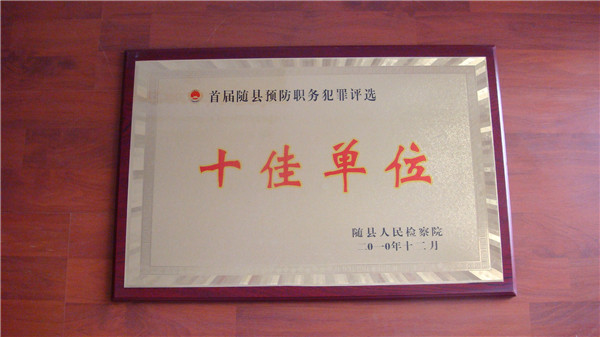 首届随县预防职务犯罪评选
十佳单位
随县人民检察院
二0一0年十二月